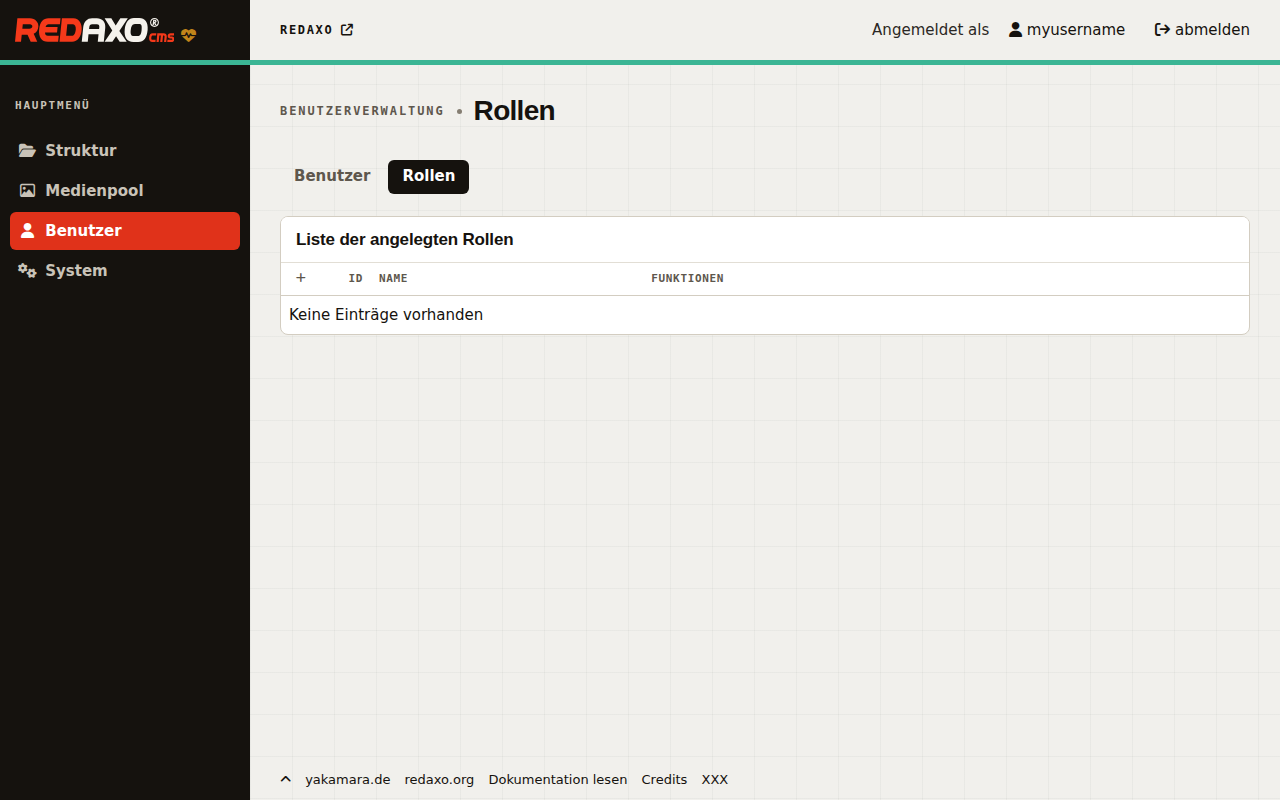 REDAXO® cms
REDAXO
Angemeldet als myusername abmelden
HAUPTMENÜ
Struktur
Medienpool
Benutzer
System
BENUTZERVERWALTUNG • Rollen
Benutzer Rollen
Liste der angelegten Rollen
+ ID NAME FUNKTIONEN
Keine Einträge vorhanden
yakamara.de redaxo.org Dokumentation lesen Credits XXX